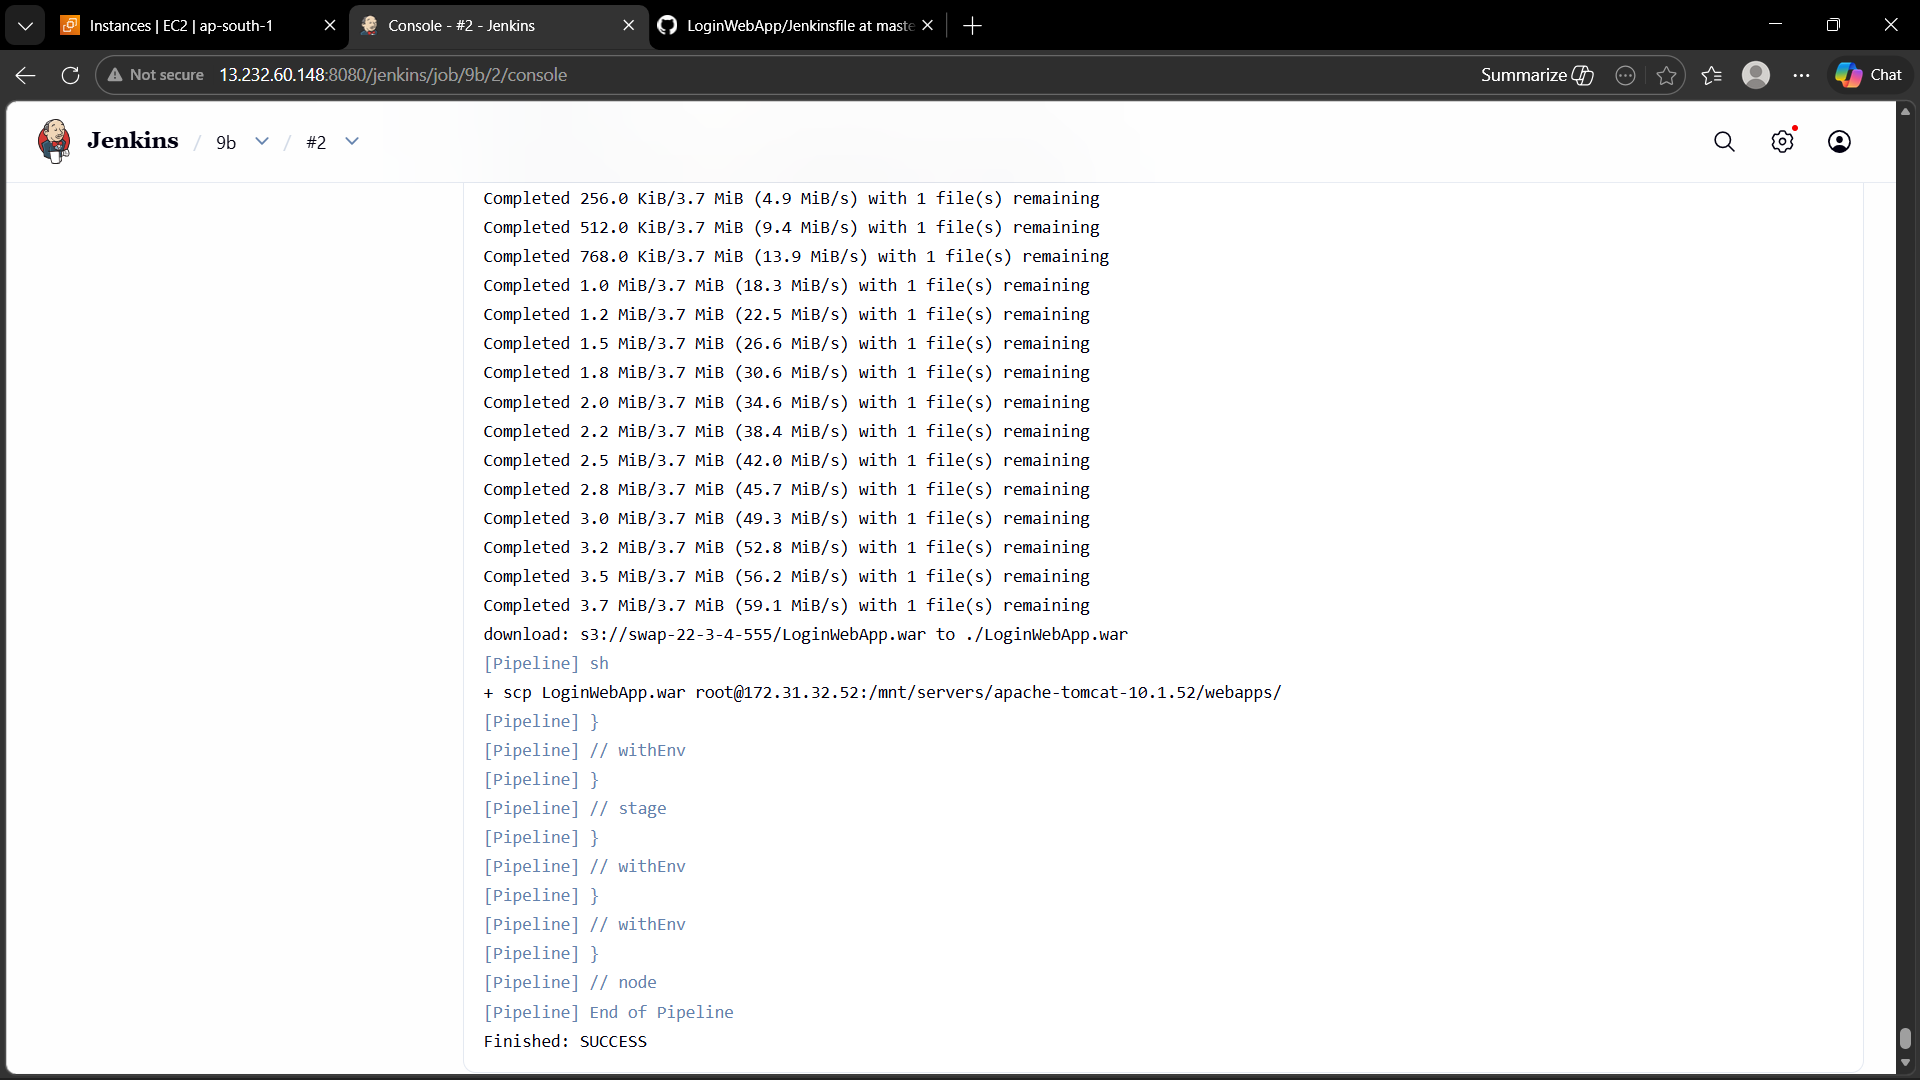 Instances | EC2 | ap-south-1
Console - #2 - Jenkins
LoginWebApp/Jenkinsfile at maste
Not secure 13.232.60.148:8080/jenkins/job/9b/2/console
Summarize
Chat
Jenkins / 9b / #2
Completed 256.0 KiB/3.7 MiB (4.9 MiB/s) with 1 file(s) remaining
Completed 512.0 KiB/3.7 MiB (9.4 MiB/s) with 1 file(s) remaining
Completed 768.0 KiB/3.7 MiB (13.9 MiB/s) with 1 file(s) remaining
Completed 1.0 MiB/3.7 MiB (18.3 MiB/s) with 1 file(s) remaining
Completed 1.2 MiB/3.7 MiB (22.5 MiB/s) with 1 file(s) remaining
Completed 1.5 MiB/3.7 MiB (26.6 MiB/s) with 1 file(s) remaining
Completed 1.8 MiB/3.7 MiB (30.6 MiB/s) with 1 file(s) remaining
Completed 2.0 MiB/3.7 MiB (34.6 MiB/s) with 1 file(s) remaining
Completed 2.2 MiB/3.7 MiB (38.4 MiB/s) with 1 file(s) remaining
Completed 2.5 MiB/3.7 MiB (42.0 MiB/s) with 1 file(s) remaining
Completed 2.8 MiB/3.7 MiB (45.7 MiB/s) with 1 file(s) remaining
Completed 3.0 MiB/3.7 MiB (49.3 MiB/s) with 1 file(s) remaining
Completed 3.2 MiB/3.7 MiB (52.8 MiB/s) with 1 file(s) remaining
Completed 3.5 MiB/3.7 MiB (56.2 MiB/s) with 1 file(s) remaining
Completed 3.7 MiB/3.7 MiB (59.1 MiB/s) with 1 file(s) remaining
download: s3://swap-22-3-4-555/LoginWebApp.war to ./LoginWebApp.war
[Pipeline] sh
+ scp LoginWebApp.war root@172.31.32.52:/mnt/servers/apache-tomcat-10.1.52/webapps/
[Pipeline] }
[Pipeline] // withEnv
[Pipeline] }
[Pipeline] // stage
[Pipeline] }
[Pipeline] // withEnv
[Pipeline] }
[Pipeline] // withEnv
[Pipeline] }
[Pipeline] // node
[Pipeline] End of Pipeline
Finished: SUCCESS